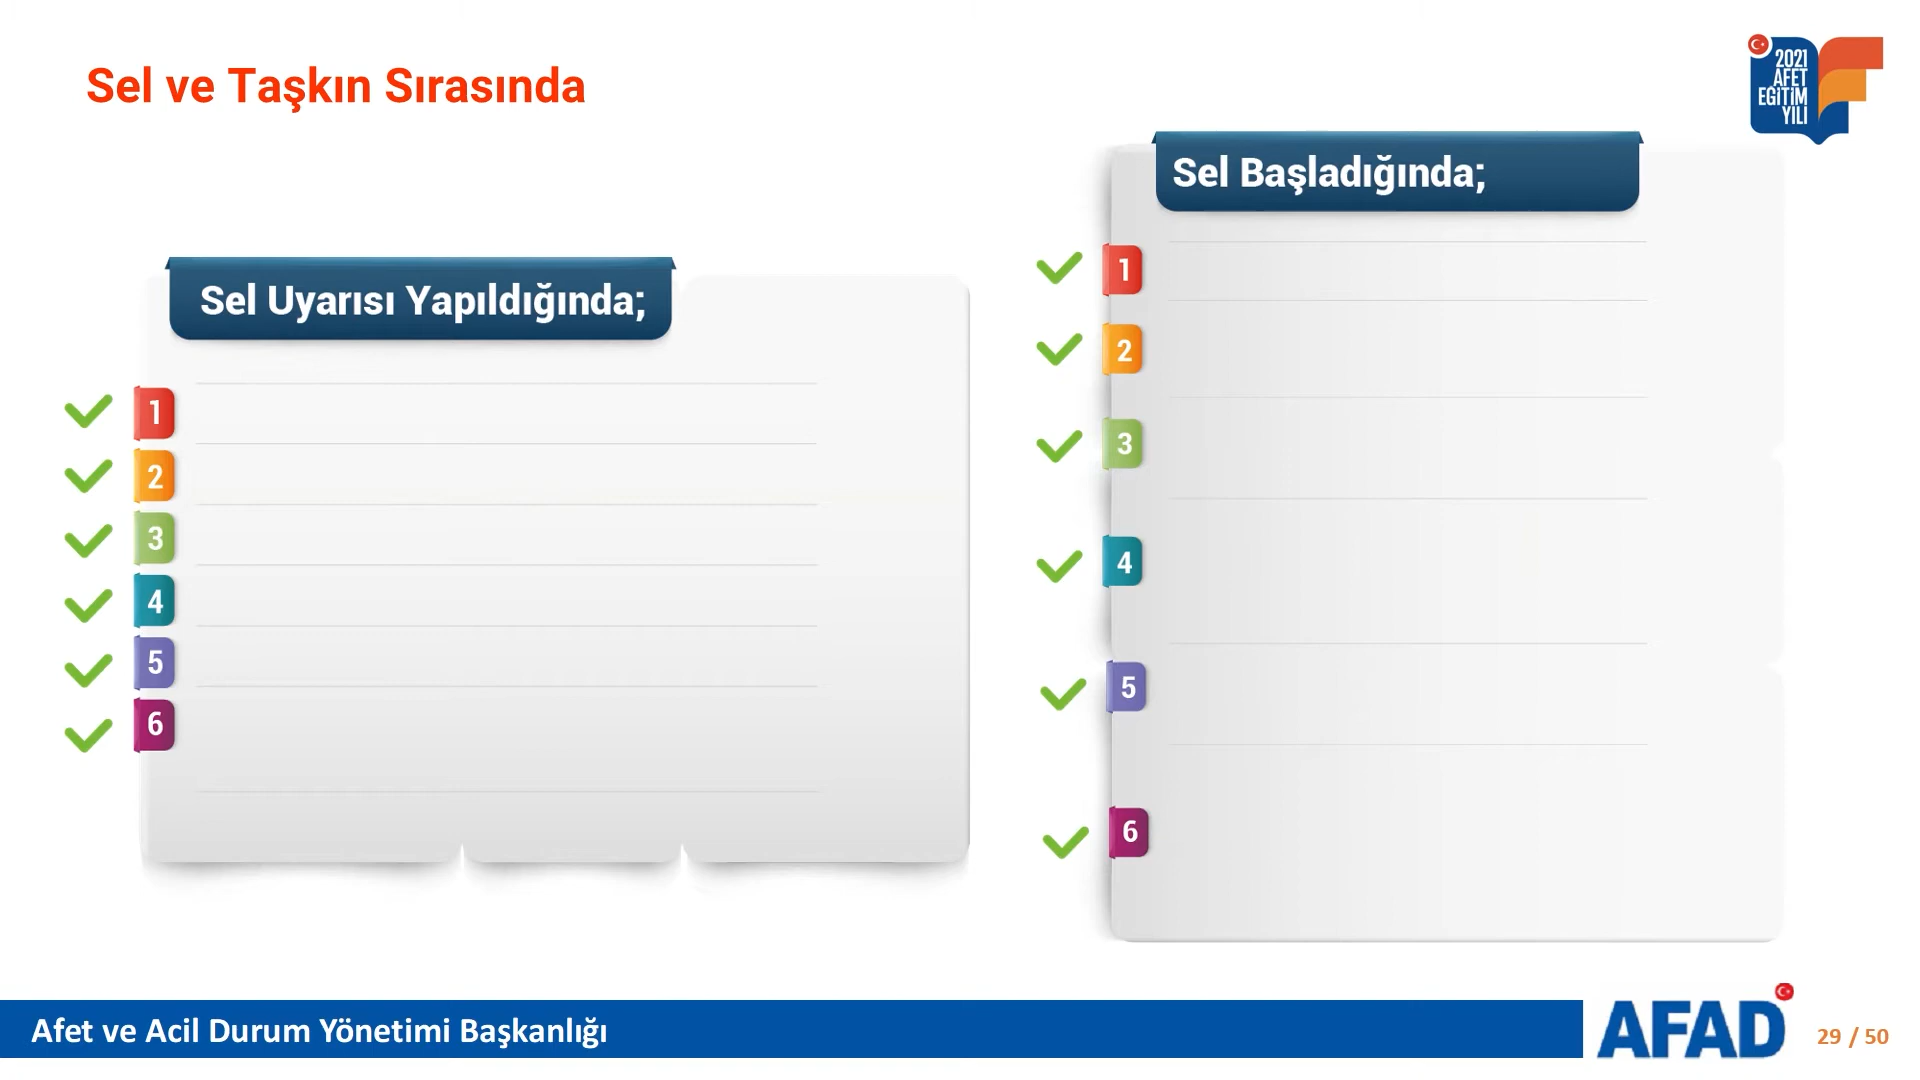 Sel ve Taşkın Sırasında
2021
AFET
EĞİTİM
YILI
Sel Uyarısı Yapıldığında;
1
2
3
4
5
6
Sel Başladığında;
1
2
3
4
5
6
Afet ve Acil Durum Yönetimi Başkanlığı
AFAD
29 / 50